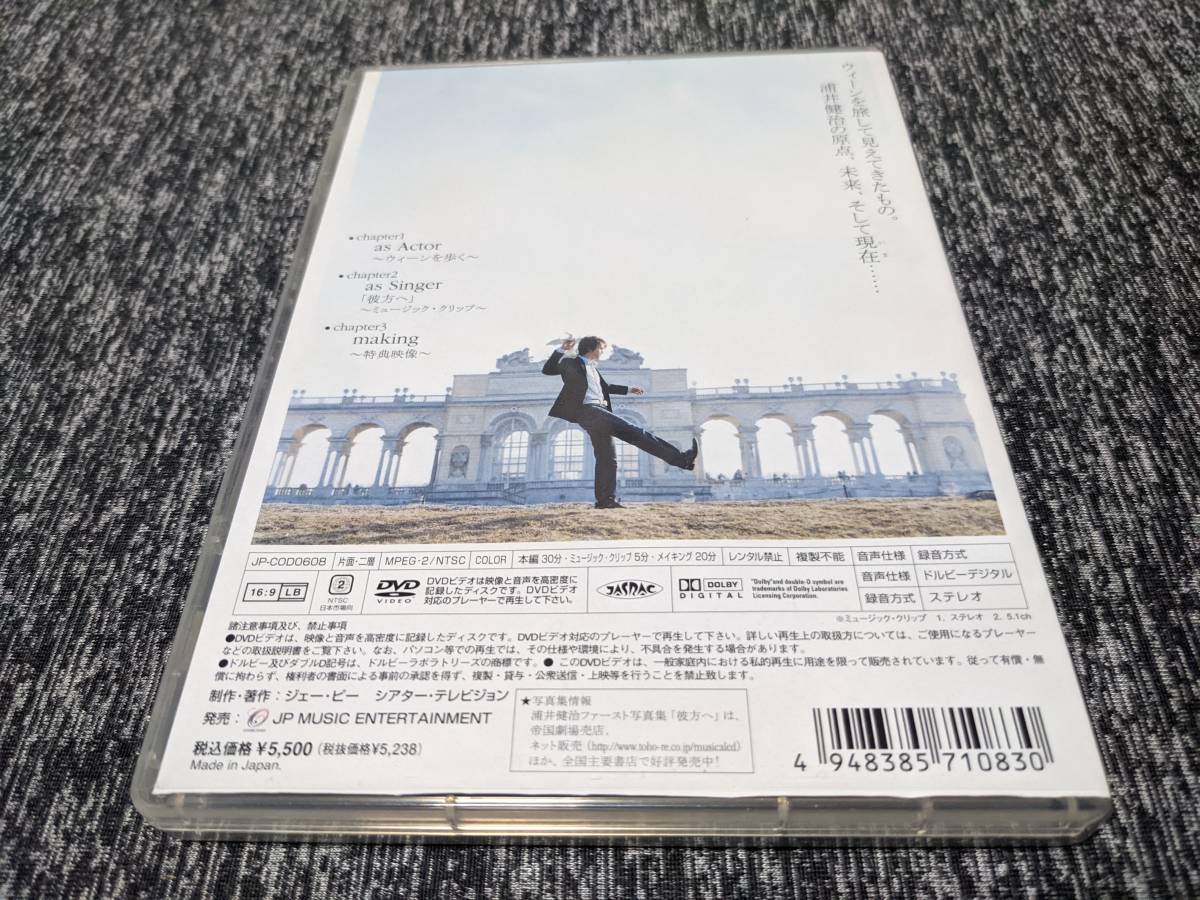 ウィーンを旅して見えてきたもの。
浦井健治の原点、未来、そして現在……
いま
• chapter1
as Actor
～ウィーンを歩く～
• chapter2
as Singer
「彼方へ」
～ミュージック・クリップ～
• chapter3
making
～特典映像～
JP-COD0608 片面・二層 MPEG-2/NTSC COLOR 本編 30分・ミュージック・クリップ 5分・メイキング 20分 レンタル禁止 複製不能 音声仕様 録音方式
16:9 LB
2
NTSC
日本市場向
DVD
VIDEO
DVDビデオは映像と音声を高密度に
記録したディスクです。DVDビデオ
対応のプレーヤーで再生して下さい。
JASRAC
DOLBY
DIGITAL
"Dolby"and double-D symbol are
trademarks of Dolby Laboratories
Licensing Corporation.
音声仕様 ドルビーデジタル
録音方式 ステレオ
※ミュージック・クリップ 1. ステレオ 2. 5.1ch
諸注意事項及び、禁止事項
●DVDビデオは、映像と音声を高密度に記録したディスクです。DVDビデオ対応のプレーヤーで再生して下さい。詳しい再生上の取扱方については、ご使用になるプレーヤー
などの取扱説明書をご覧下さい。なお、パソコン等での再生では、その仕様や環境により、不具合を発生する場合があります。
●ドルビー及びダブルD記号は、ドルビーラボラトリーズの商標です。● このDVDビデオは、一般家庭内における私的再生に用途を限って販売されています。従って有償・無
償に拘わらず、権利者の書面による事前の承認を得ず、複製・貸与・公衆送信・上映等を行うことを禁止致します。
制作・著作：ジェー・ピー シアター・テレビジョン
発売： JP MUSIC ENTERTAINMENT
税込価格 ¥5,500（税抜価格¥5,238）
Made in Japan.
★写真集情報
浦井健治ファースト写真集「彼方へ」は、
帝国劇場売店、
ネット販売（http://www.toho-re.co.jp/musicalcd）
ほか、全国主要書店で好評発売中！
4 948385 710830